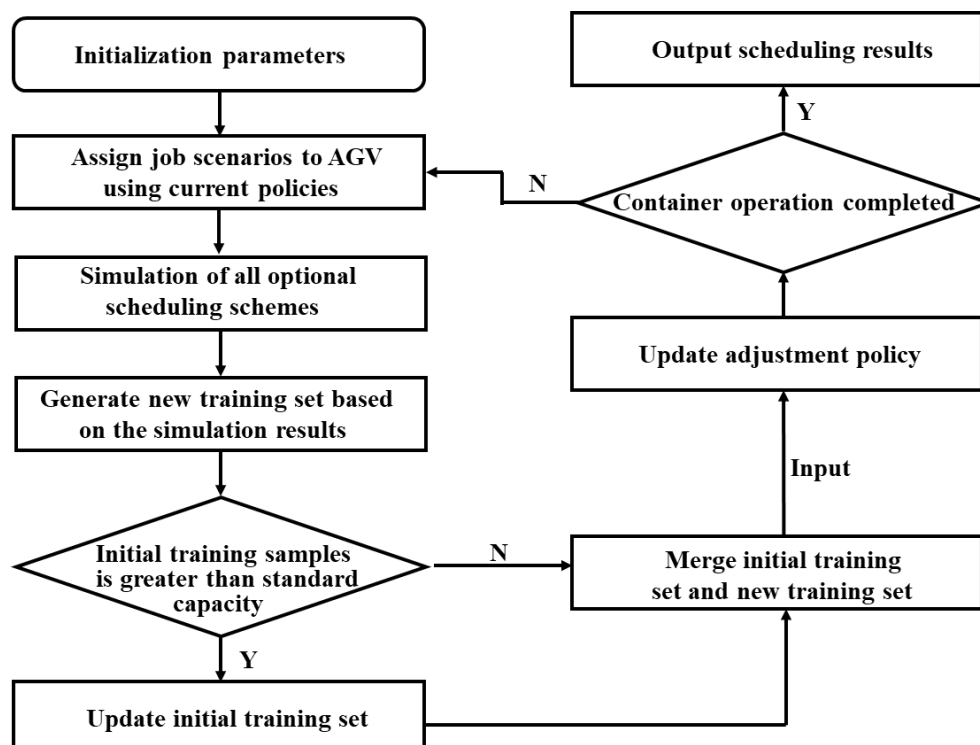 Initialization parameters
Assign job scenarios to AGV
using current policies
Simulation of all optional
scheduling schemes
Generate new training set based
on the simulation results
Initial training samples
is greater than standard
capacity
N
Y
Update initial training set
Merge initial training
set and new training set
Input
Update adjustment policy
Container operation completed
N
Y
Output scheduling results